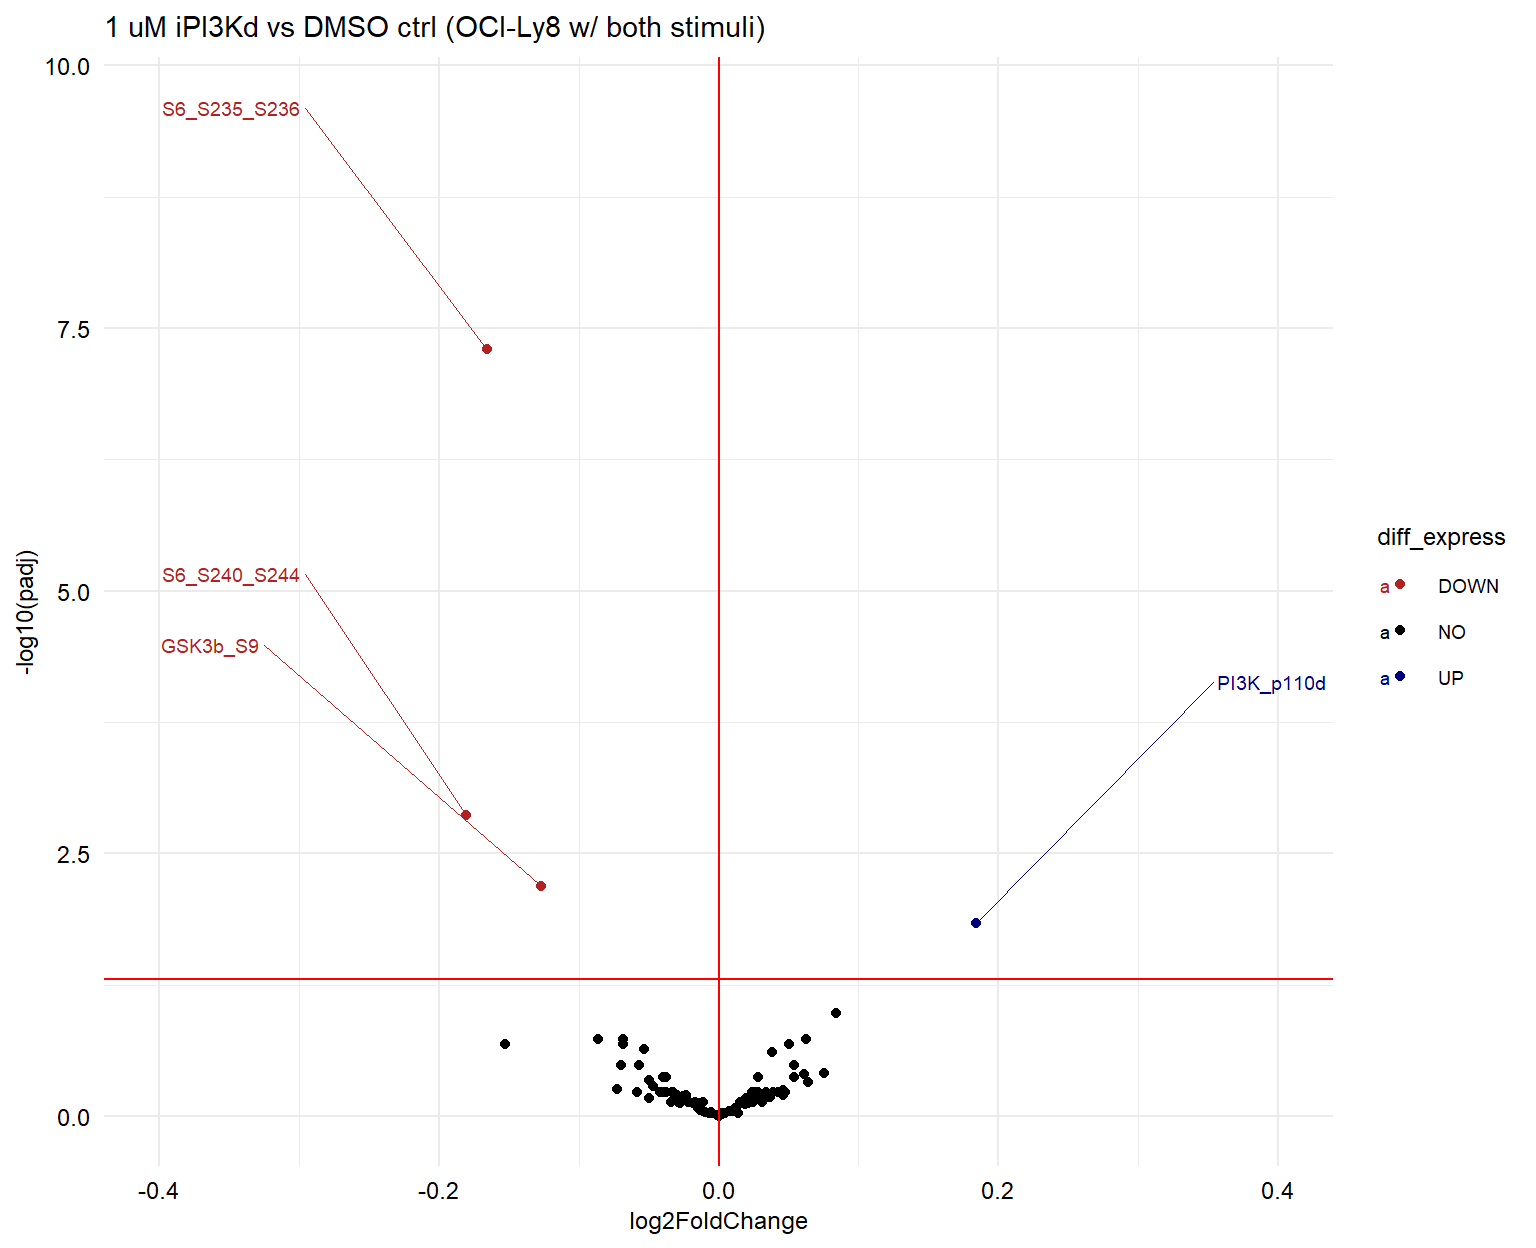 1 uM iPI3Kd vs DMSO ctrl (OCI-Ly8 w/ both stimuli)
10.0
7.5
5.0
2.5
0.0
-log10(padj)
S6_S235_S236
S6_S240_S244
GSK3b_S9
PI3K_p110d
-0.4
-0.2
0.0
0.2
0.4
log2FoldChange
diff_express
a DOWN
a NO
a UP